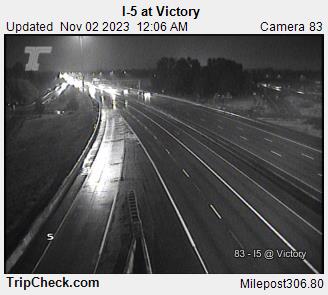 I-5 at Victory
Updated Nov 02 2023 12:06 AM Camera 83
T
S
83 - I5 @ Victory
TripCheck.com Milepost306.80